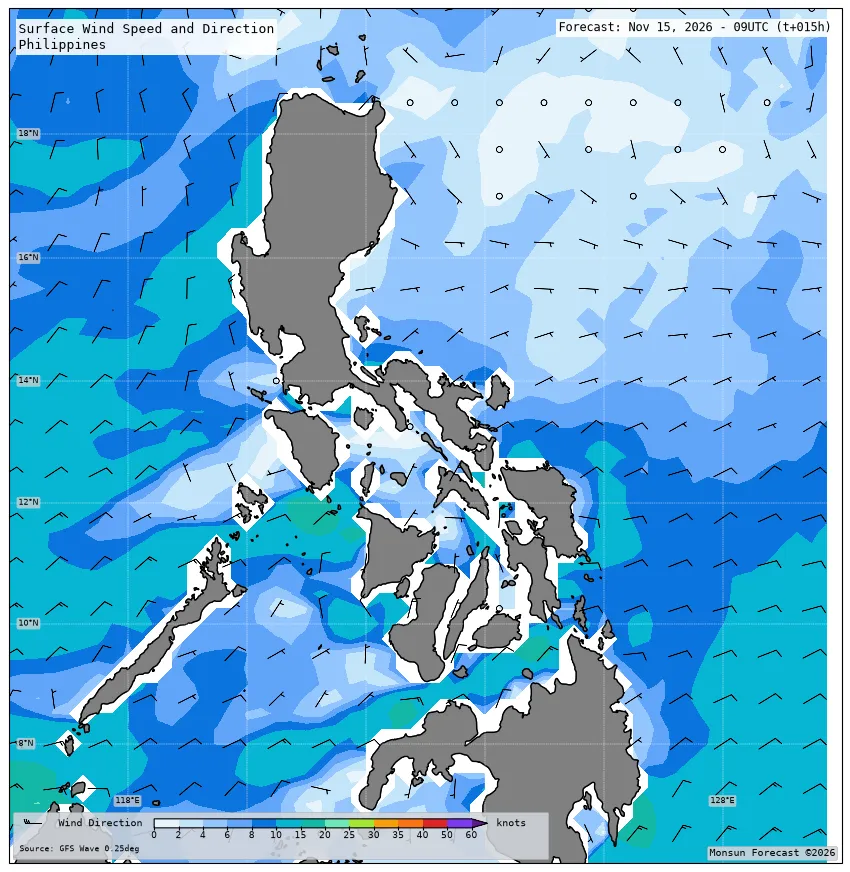 Surface Wind Speed and Direction
Philippines
Forecast: Nov 15, 2026 - 09UTC (t+015h)
18°N
16°N
14°N
12°N
10°N
8°N
118°E
128°E
Wind Direction
knots
0 2 4 6 8 10 15 20 25 30 35 40 50 60
Source: GFS Wave 0.25deg
Monsun Forecast ©2026